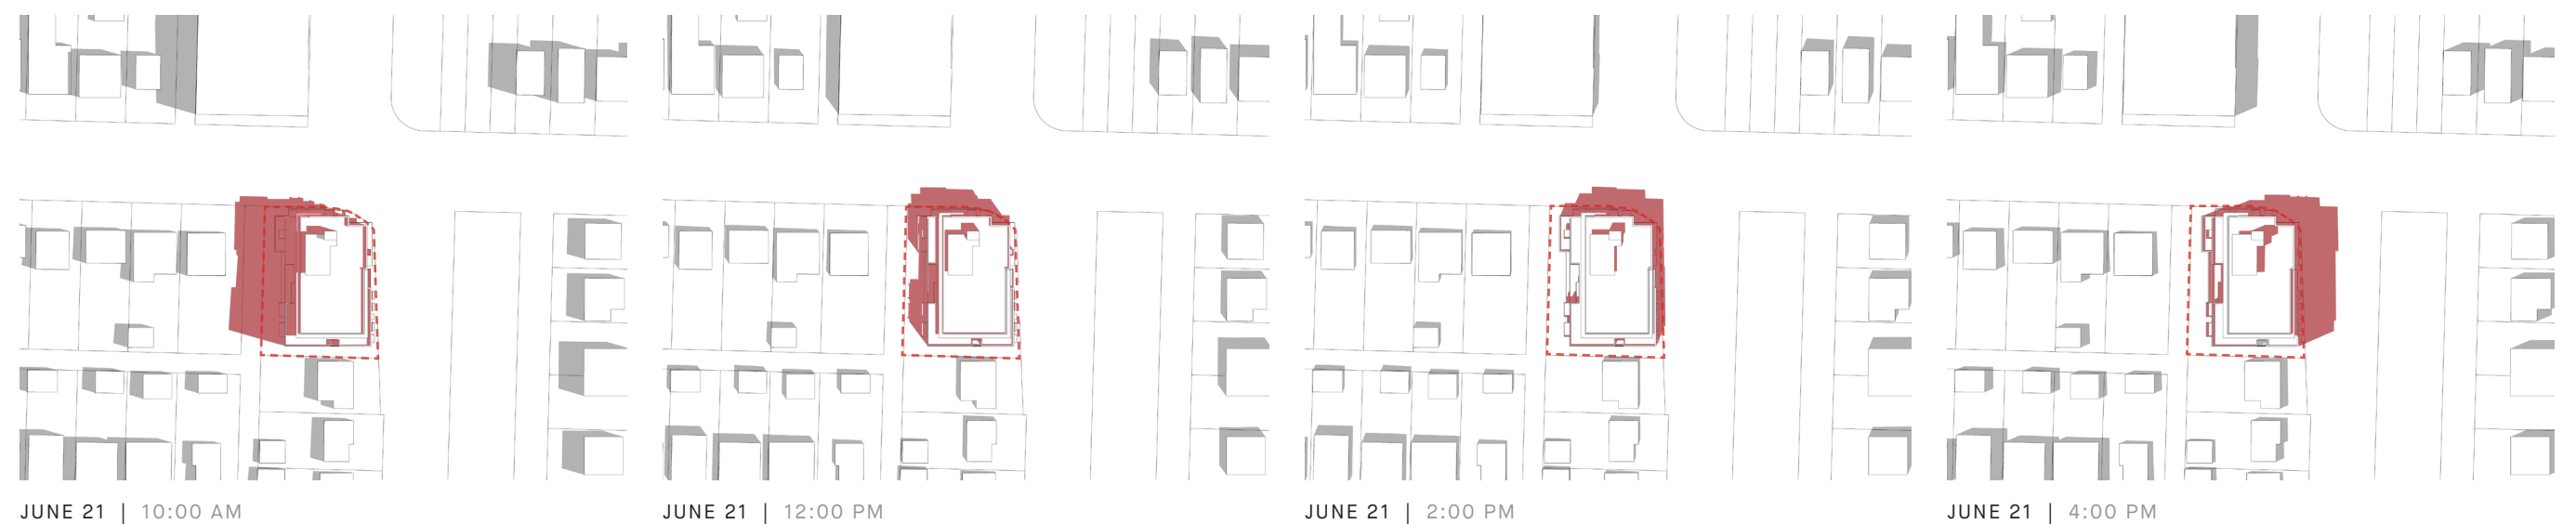 JUNE 21 | 10:00 AM
JUNE 21 | 12:00 PM
JUNE 21 | 2:00 PM
JUNE 21 | 4:00 PM